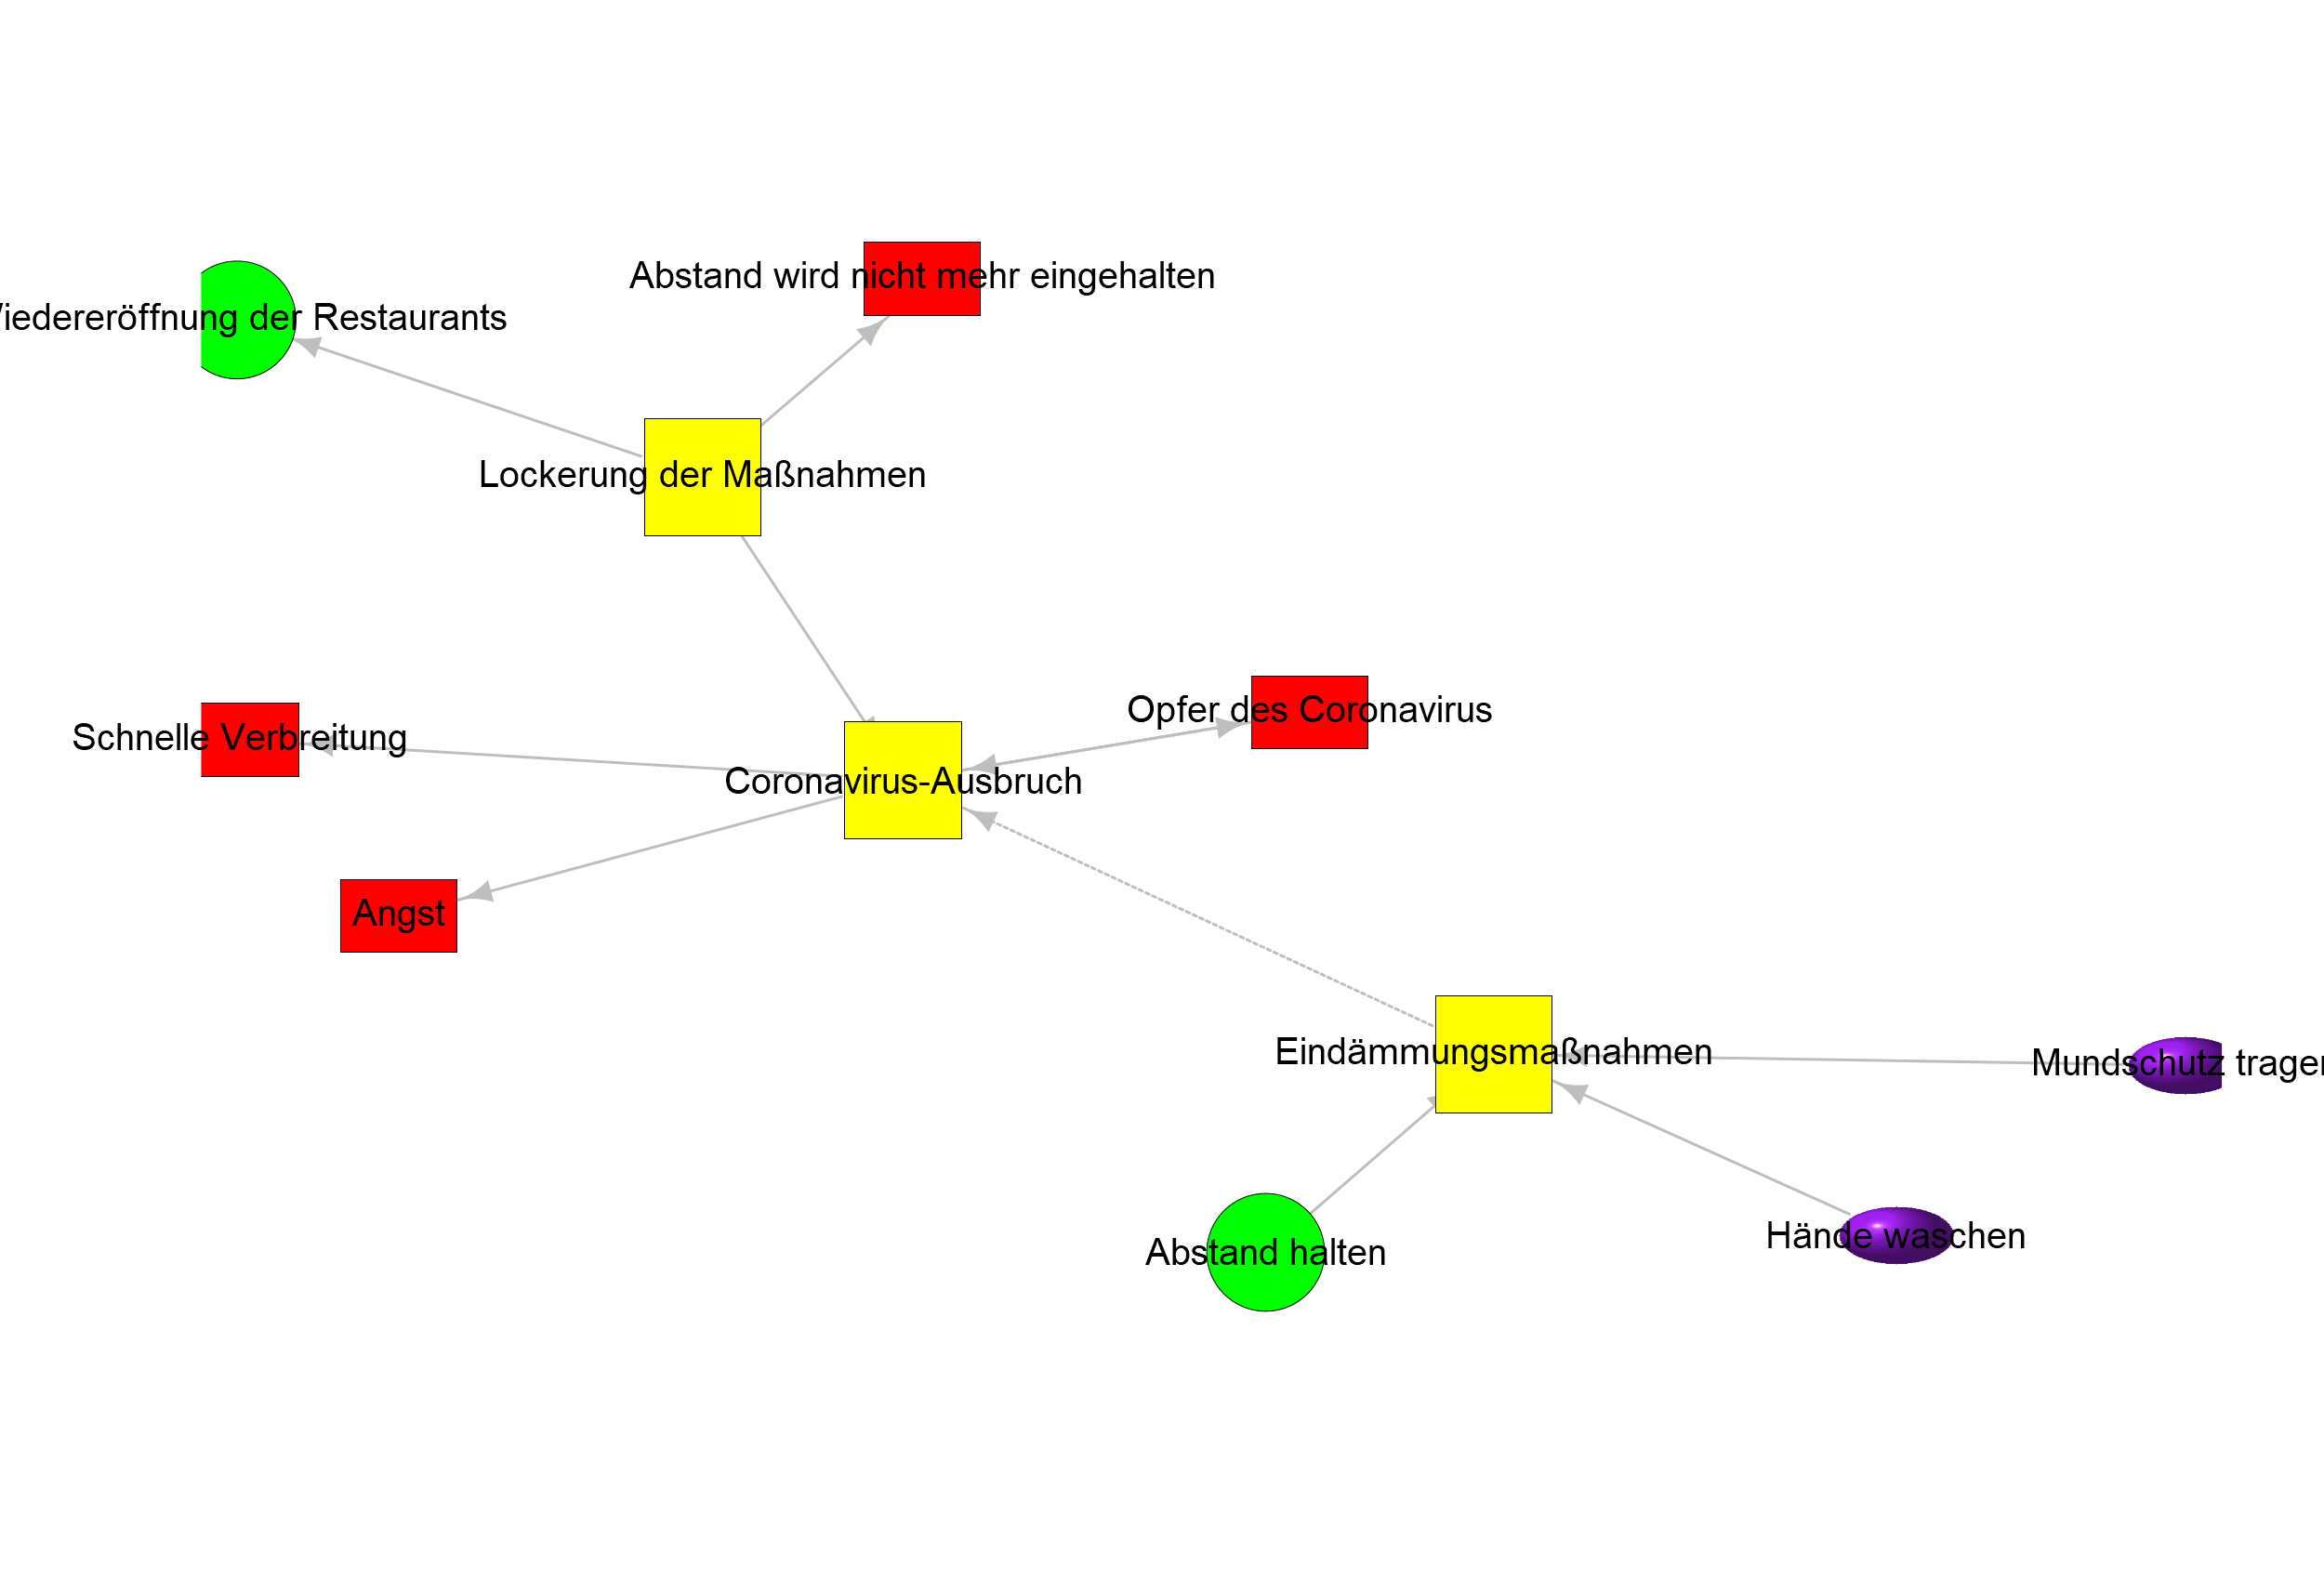 Abstand wird nicht mehr eingehalten
iedereröffnung der Restaurants
Lockerung der Maßnahmen
Opfer des Coronavirus
Schnelle Verbreitung
Coronavirus-Ausbruch
Angst
Eindämmungsmaßnahmen
Mundschutz tragen
Hände waschen
Abstand halten